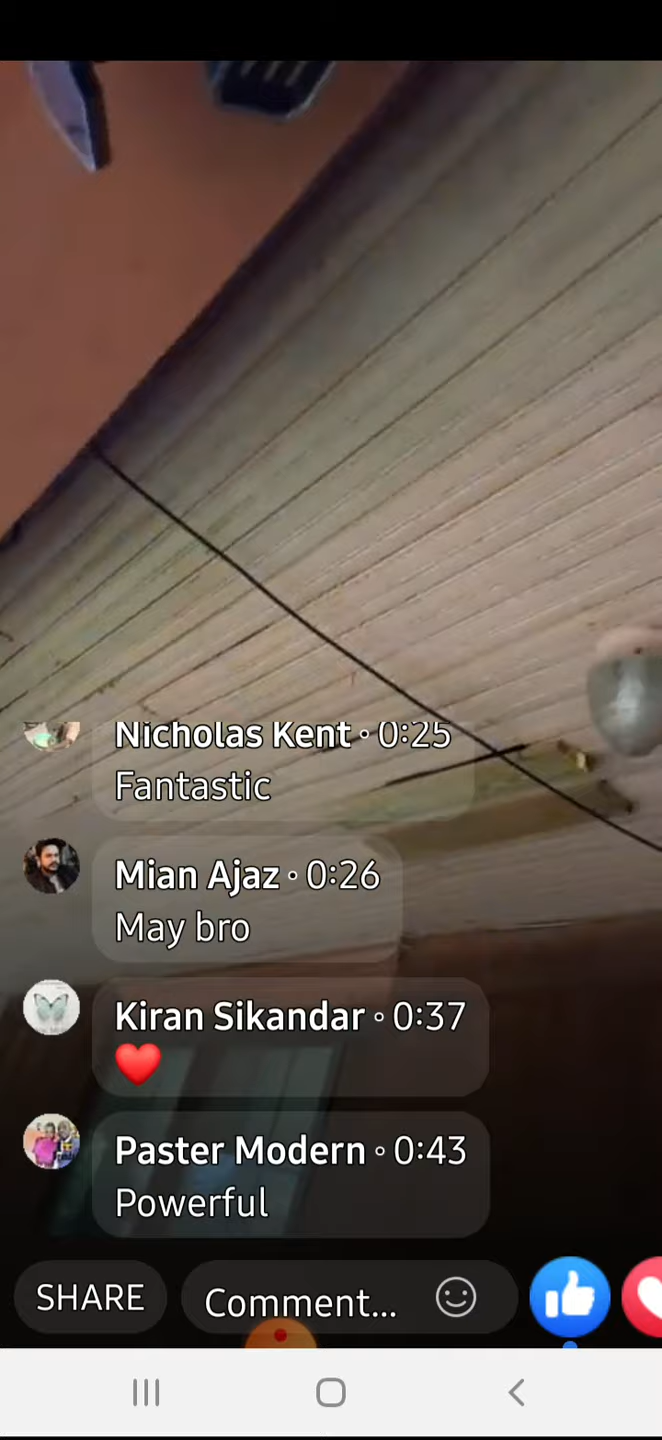 Nicholas Kent • 0:25
Fantastic
Mian Ajaz • 0:26
May bro
Kiran Sikandar • 0:37
❤️
Paster Modern • 0:43
Powerful
SHARE
Comment...